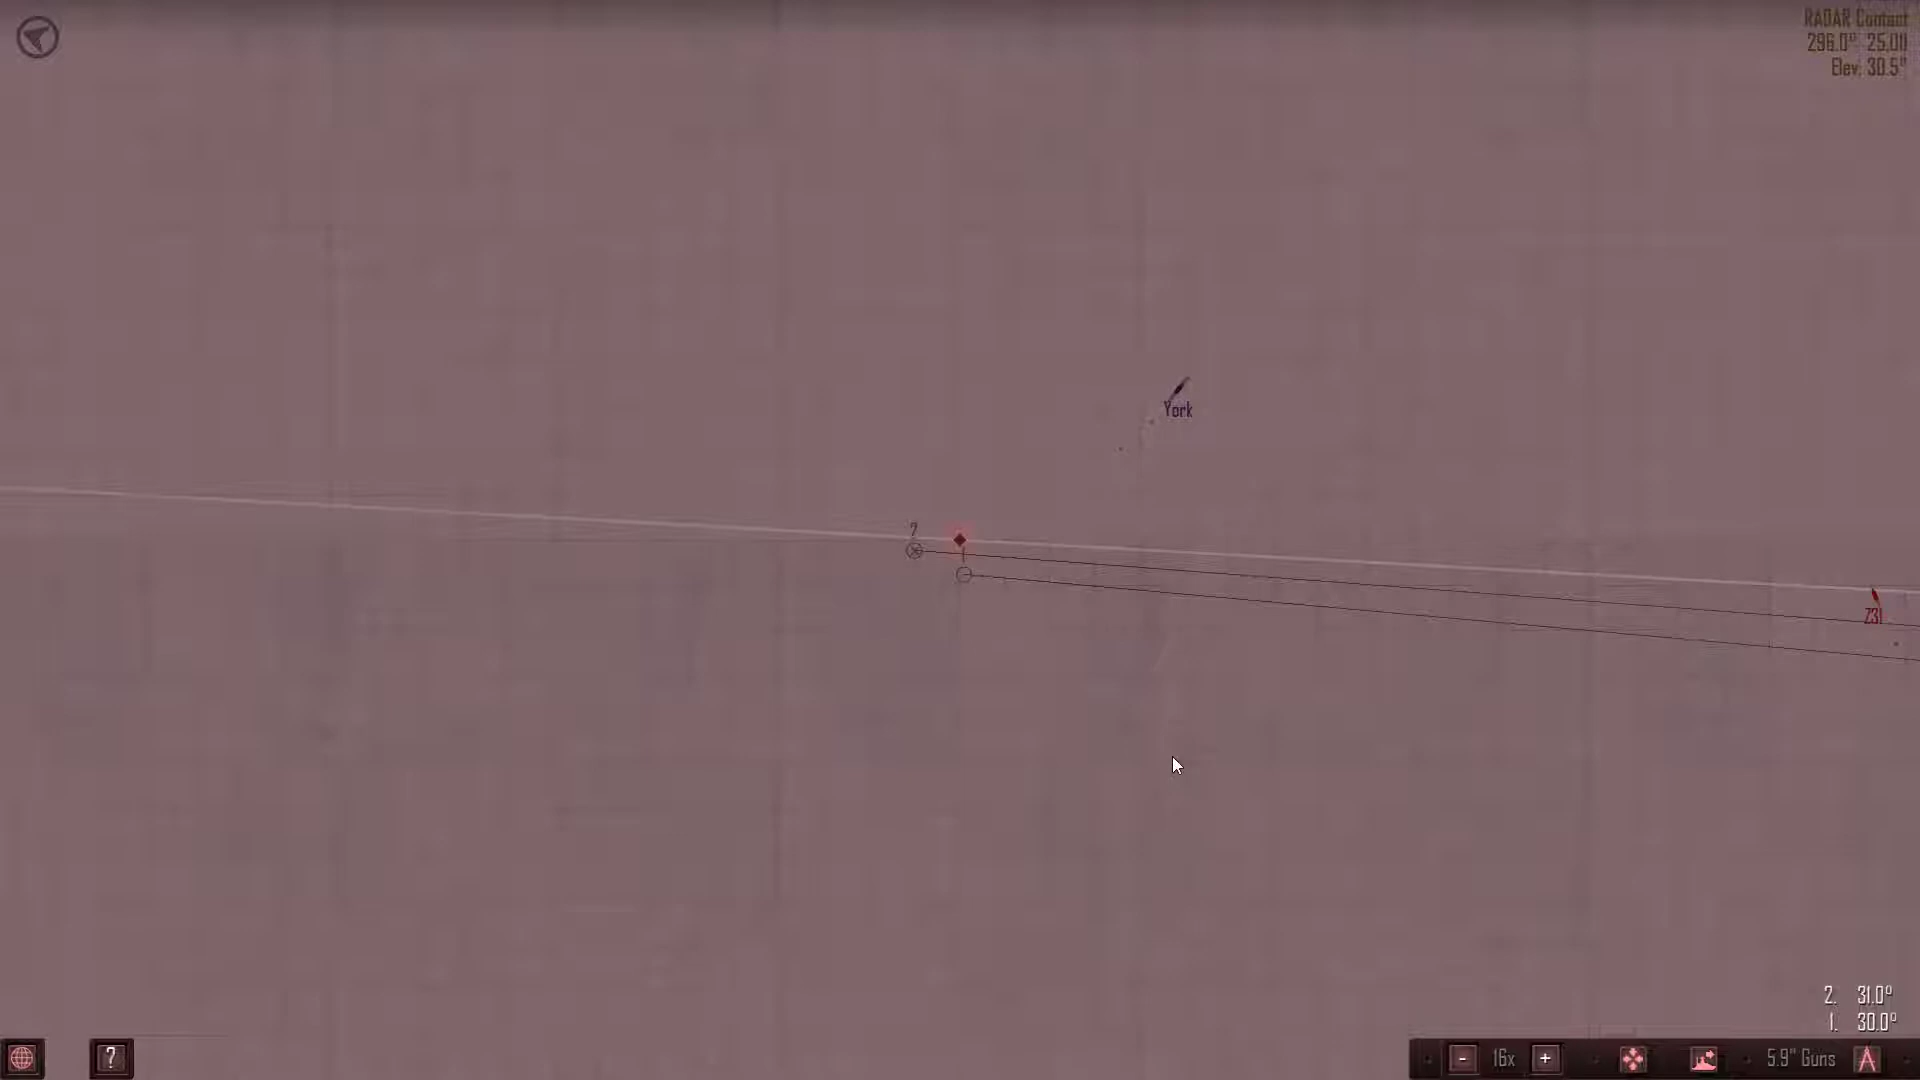 RADAR Contact
296.0° 25.011
Elev. 30.5°
York
?
1
Z31
2. 31.0°
1. 30.0°
?
- 16x + 5.9" Guns